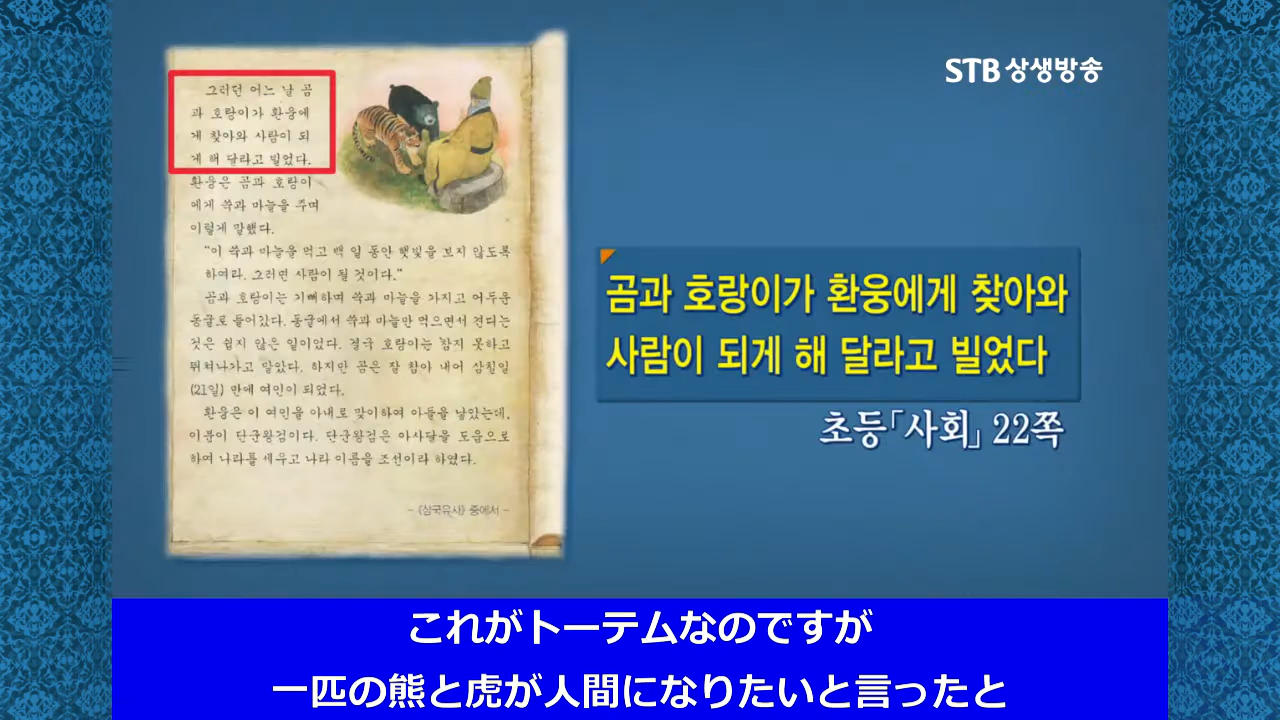 STB 상생방송
그러던 어느 날 곰
과 호랑이가 환웅에
게 찾아와 사람이 되
게 해 달라고 빌었다.
환웅은 곰과 호랑이
에게 쑥과 마늘을 주며
이렇게 말했다.
“이 쑥과 마늘을 먹고 백 일 동안 햇빛을 보지 않도록
하여라. 그러면 사람이 될 것이다.”
곰과 호랑이는 기뻐하며 쑥과 마늘을 가지고 어두운
동굴로 들어갔다. 동굴에서 쑥과 마늘만 먹으면서 견디는
것은 쉽지 않은 일이었다. 결국 호랑이는 참지 못하고
뛰쳐나가고 말았다. 하지만 곰은 잘 참아 내어 삼칠일
(21일) 만에 여인이 되었다.
환웅은 이 여인을 아내로 맞이하여 아들을 낳았는데,
이분이 단군왕검이다. 단군왕검은 아사달을 도읍으로
하여 나라를 세우고 나라 이름을 조선이라 하였다.
-《삼국유사》 중에서-
곰과 호랑이가 환웅에게 찾아와
사람이 되게 해 달라고 빌었다
초등「사회」 22쪽
これがトーテムなのですが
一匹の熊と虎が人間になりたいと言ったと